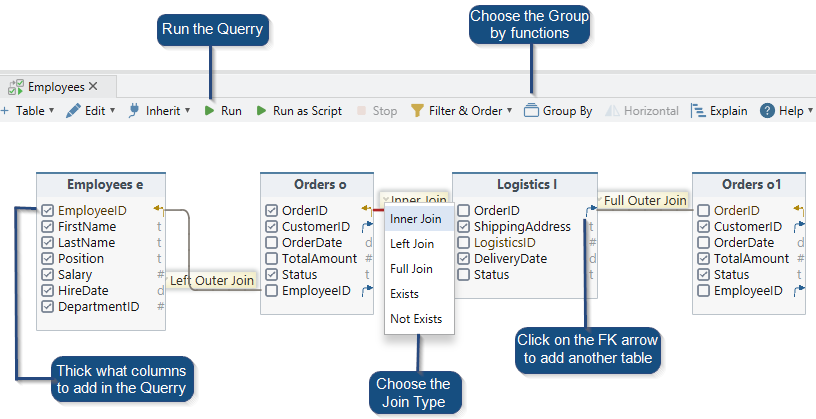 Run the Querry
Choose the Group
by functions
Employees
+ Table Edit Inherit Run Run as Script Stop Filter & Order Group By Horizontal Explain Help
Employees e
EmployeeID
FirstName t
LastName t
Position t
Salary #
HireDate d
DepartmentID #
Left Outer Join
Orders o
OrderID
CustomerID
OrderDate d
TotalAmount #
Status t
EmployeeID
Inner Join
Inner Join
Left Join
Full Join
Exists
Not Exists
Logistics l
OrderID
ShippingAddress t
LogisticsID #
DeliveryDate d
Status t
Full Outer Join
Orders o1
OrderID
CustomerID
OrderDate d
TotalAmount #
Status t
EmployeeID
Thick what columns
to add in the Querry
Choose the
Join Type
Click on the FK arrow
to add another table